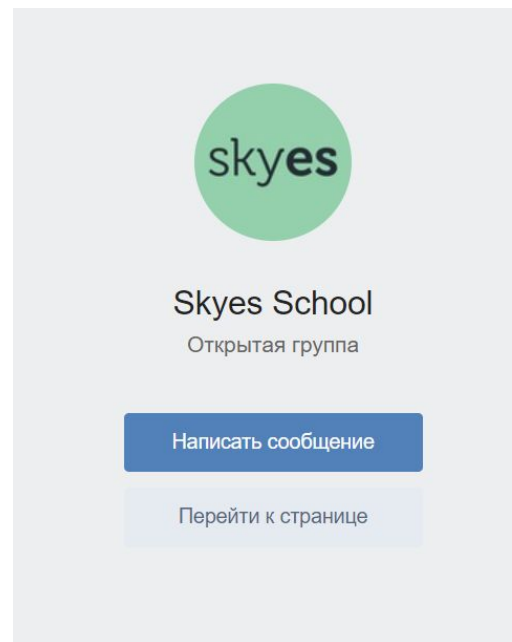 skyes
Skyes School
Открытая группа
Написать сообщение
Перейти к странице